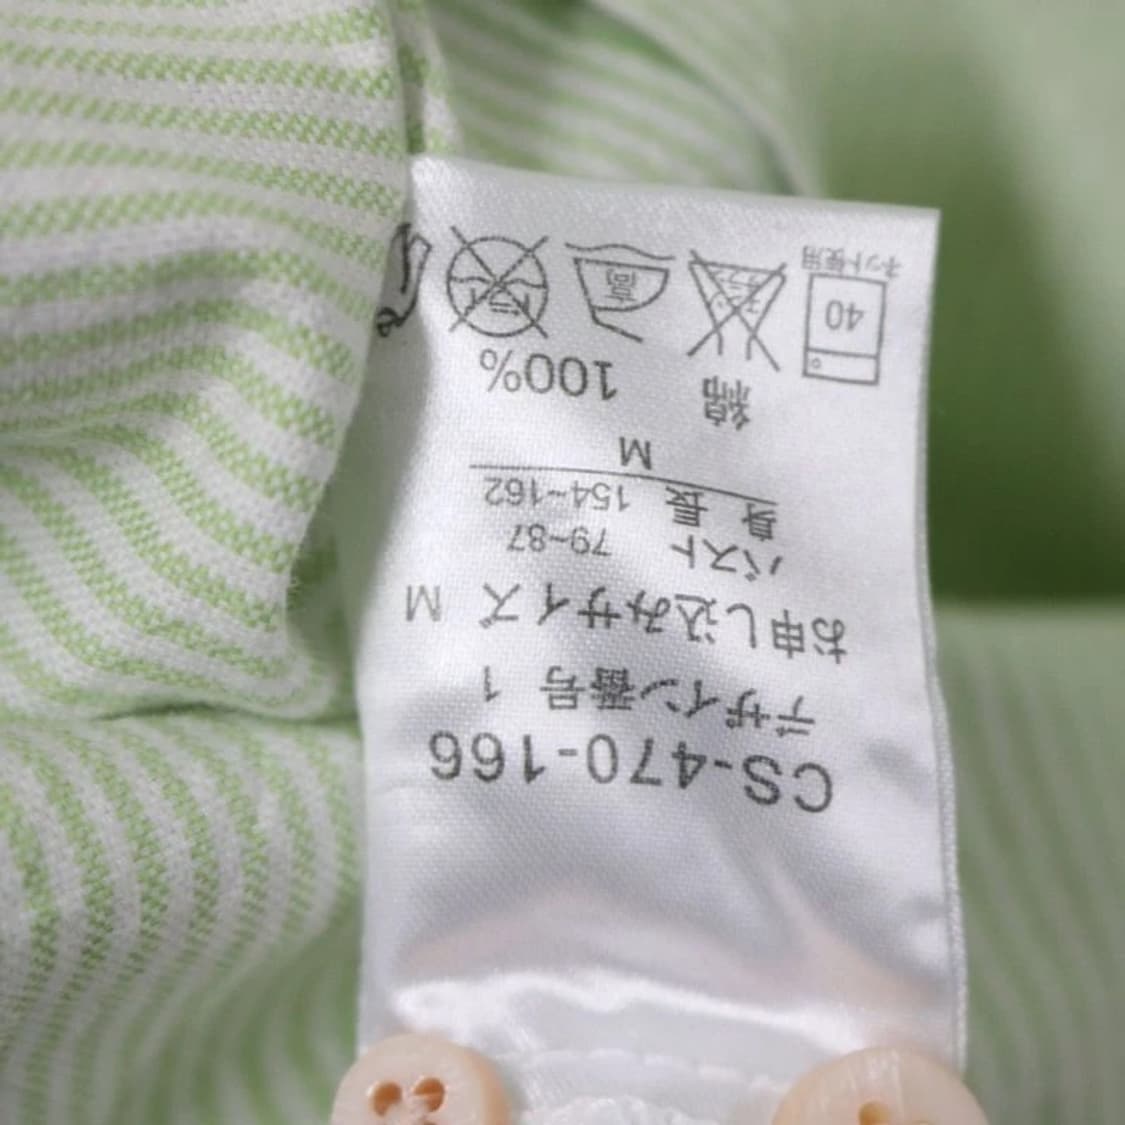 CS-470-166
デザイン番号 1
お申し込みサイズ M
バスト 79~87
身長 154~162
M
綿 100%
ネット使用
40
高